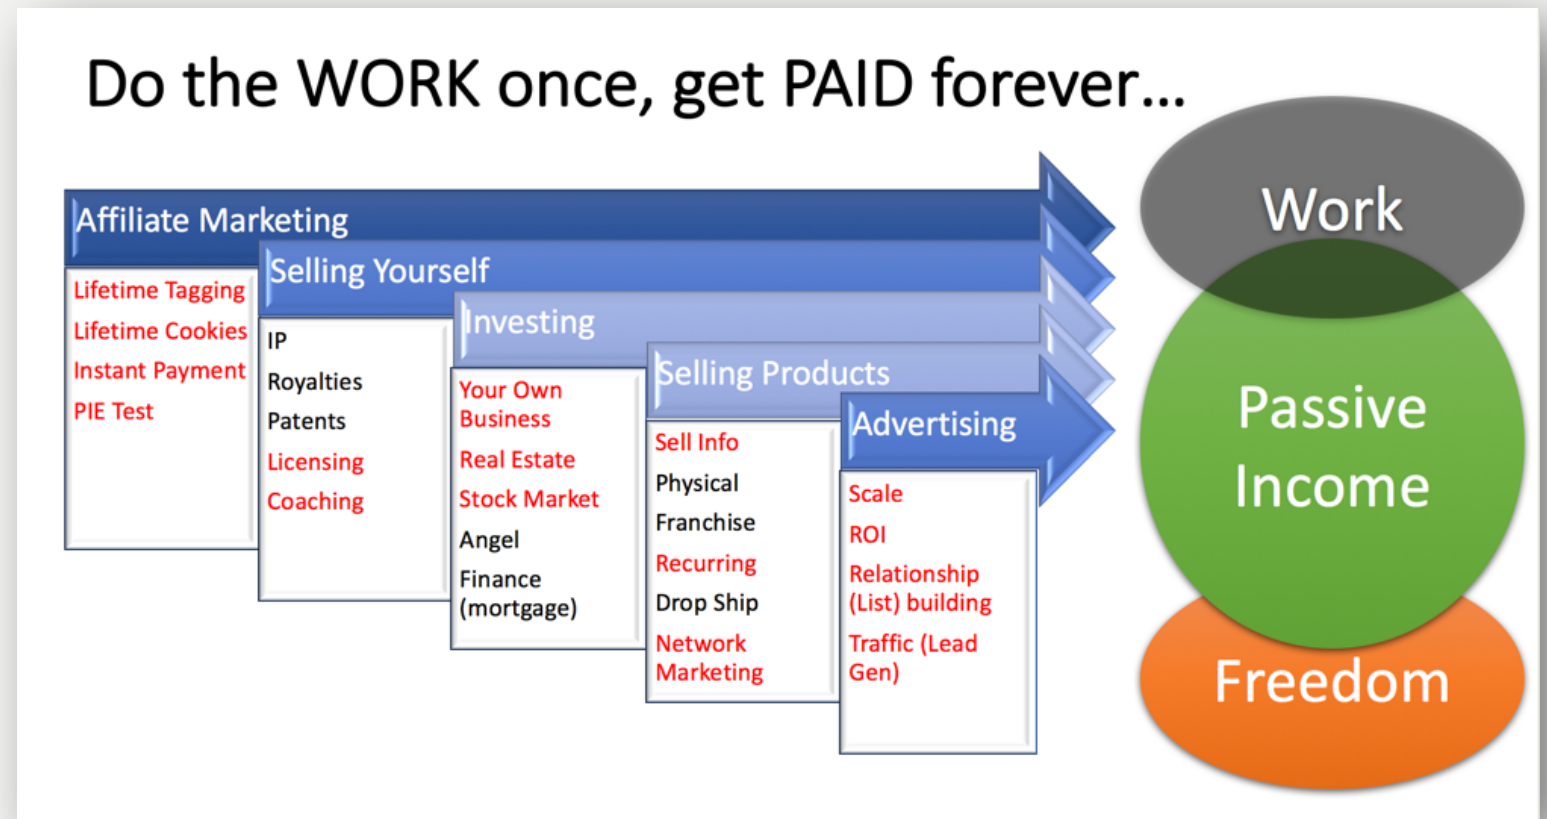 Do the WORK once, get PAID forever...
Affiliate Marketing
Lifetime Tagging
Lifetime Cookies
Instant Payment
PIE Test
Selling Yourself
IP
Royalties
Patents
Licensing
Coaching
Investing
Your Own
Business
Real Estate
Stock Market
Angel
Finance
(mortgage)
Selling Products
Sell Info
Physical
Franchise
Recurring
Drop Ship
Network
Marketing
Advertising
Scale
ROI
Relationship
(List) building
Traffic (Lead
Gen)
Work
Passive
Income
Freedom